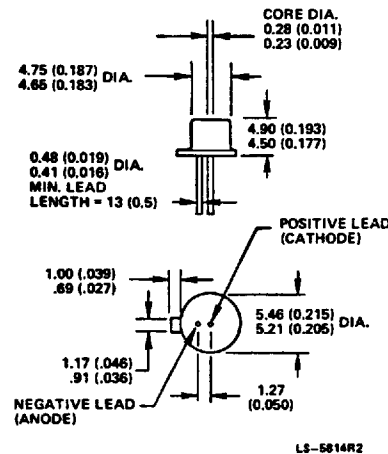 CORE DIA.
0.28 (0.011)
0.23 (0.009)
4.75 (0.187)
4.65 (0.183) DIA.
4.90 (0.193)
4.50 (0.177)
0.48 (0.019)
0.41 (0.016) DIA.
MIN. LEAD
LENGTH = 13 (0.5)
POSITIVE LEAD
(CATHODE)
1.00 (.039)
.69 (.027)
5.46 (0.215)
5.21 (0.205) DIA.
1.17 (.046)
.91 (.036)
1.27
(0.050)
NEGATIVE LEAD
(ANODE)
LS-5814R2